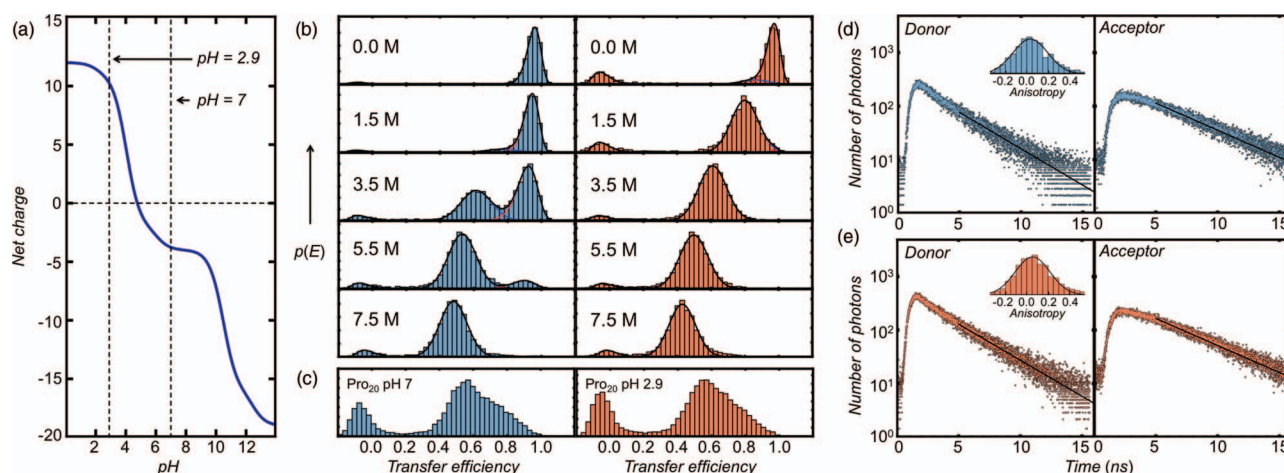 (a)
15
10
5
0
-5
-10
-15
-20
Net charge
pH = 2.9
pH = 7
2 4 6 8 10 12
pH
(b)
p(E)
0.0 M
1.5 M
3.5 M
5.5 M
7.5 M
0.0 M
1.5 M
3.5 M
5.5 M
7.5 M
(c)
Pro20 pH 7
Pro20 pH 2.9
0.0 0.2 0.4 0.6 0.8 1.0
0.0 0.2 0.4 0.6 0.8 1.0
Transfer efficiency
Transfer efficiency
(d)
Donor
Acceptor
Number of photons
10³
10²
10¹
10⁰
-0.2 0.0 0.2 0.4
Anisotropy
0 5 10 15
0 5 10 15
(e)
Donor
Acceptor
Number of photons
10³
10²
10¹
10⁰
-0.2 0.0 0.2 0.4
Anisotropy
0 5 10 15
0 5 10 15
Time (ns)